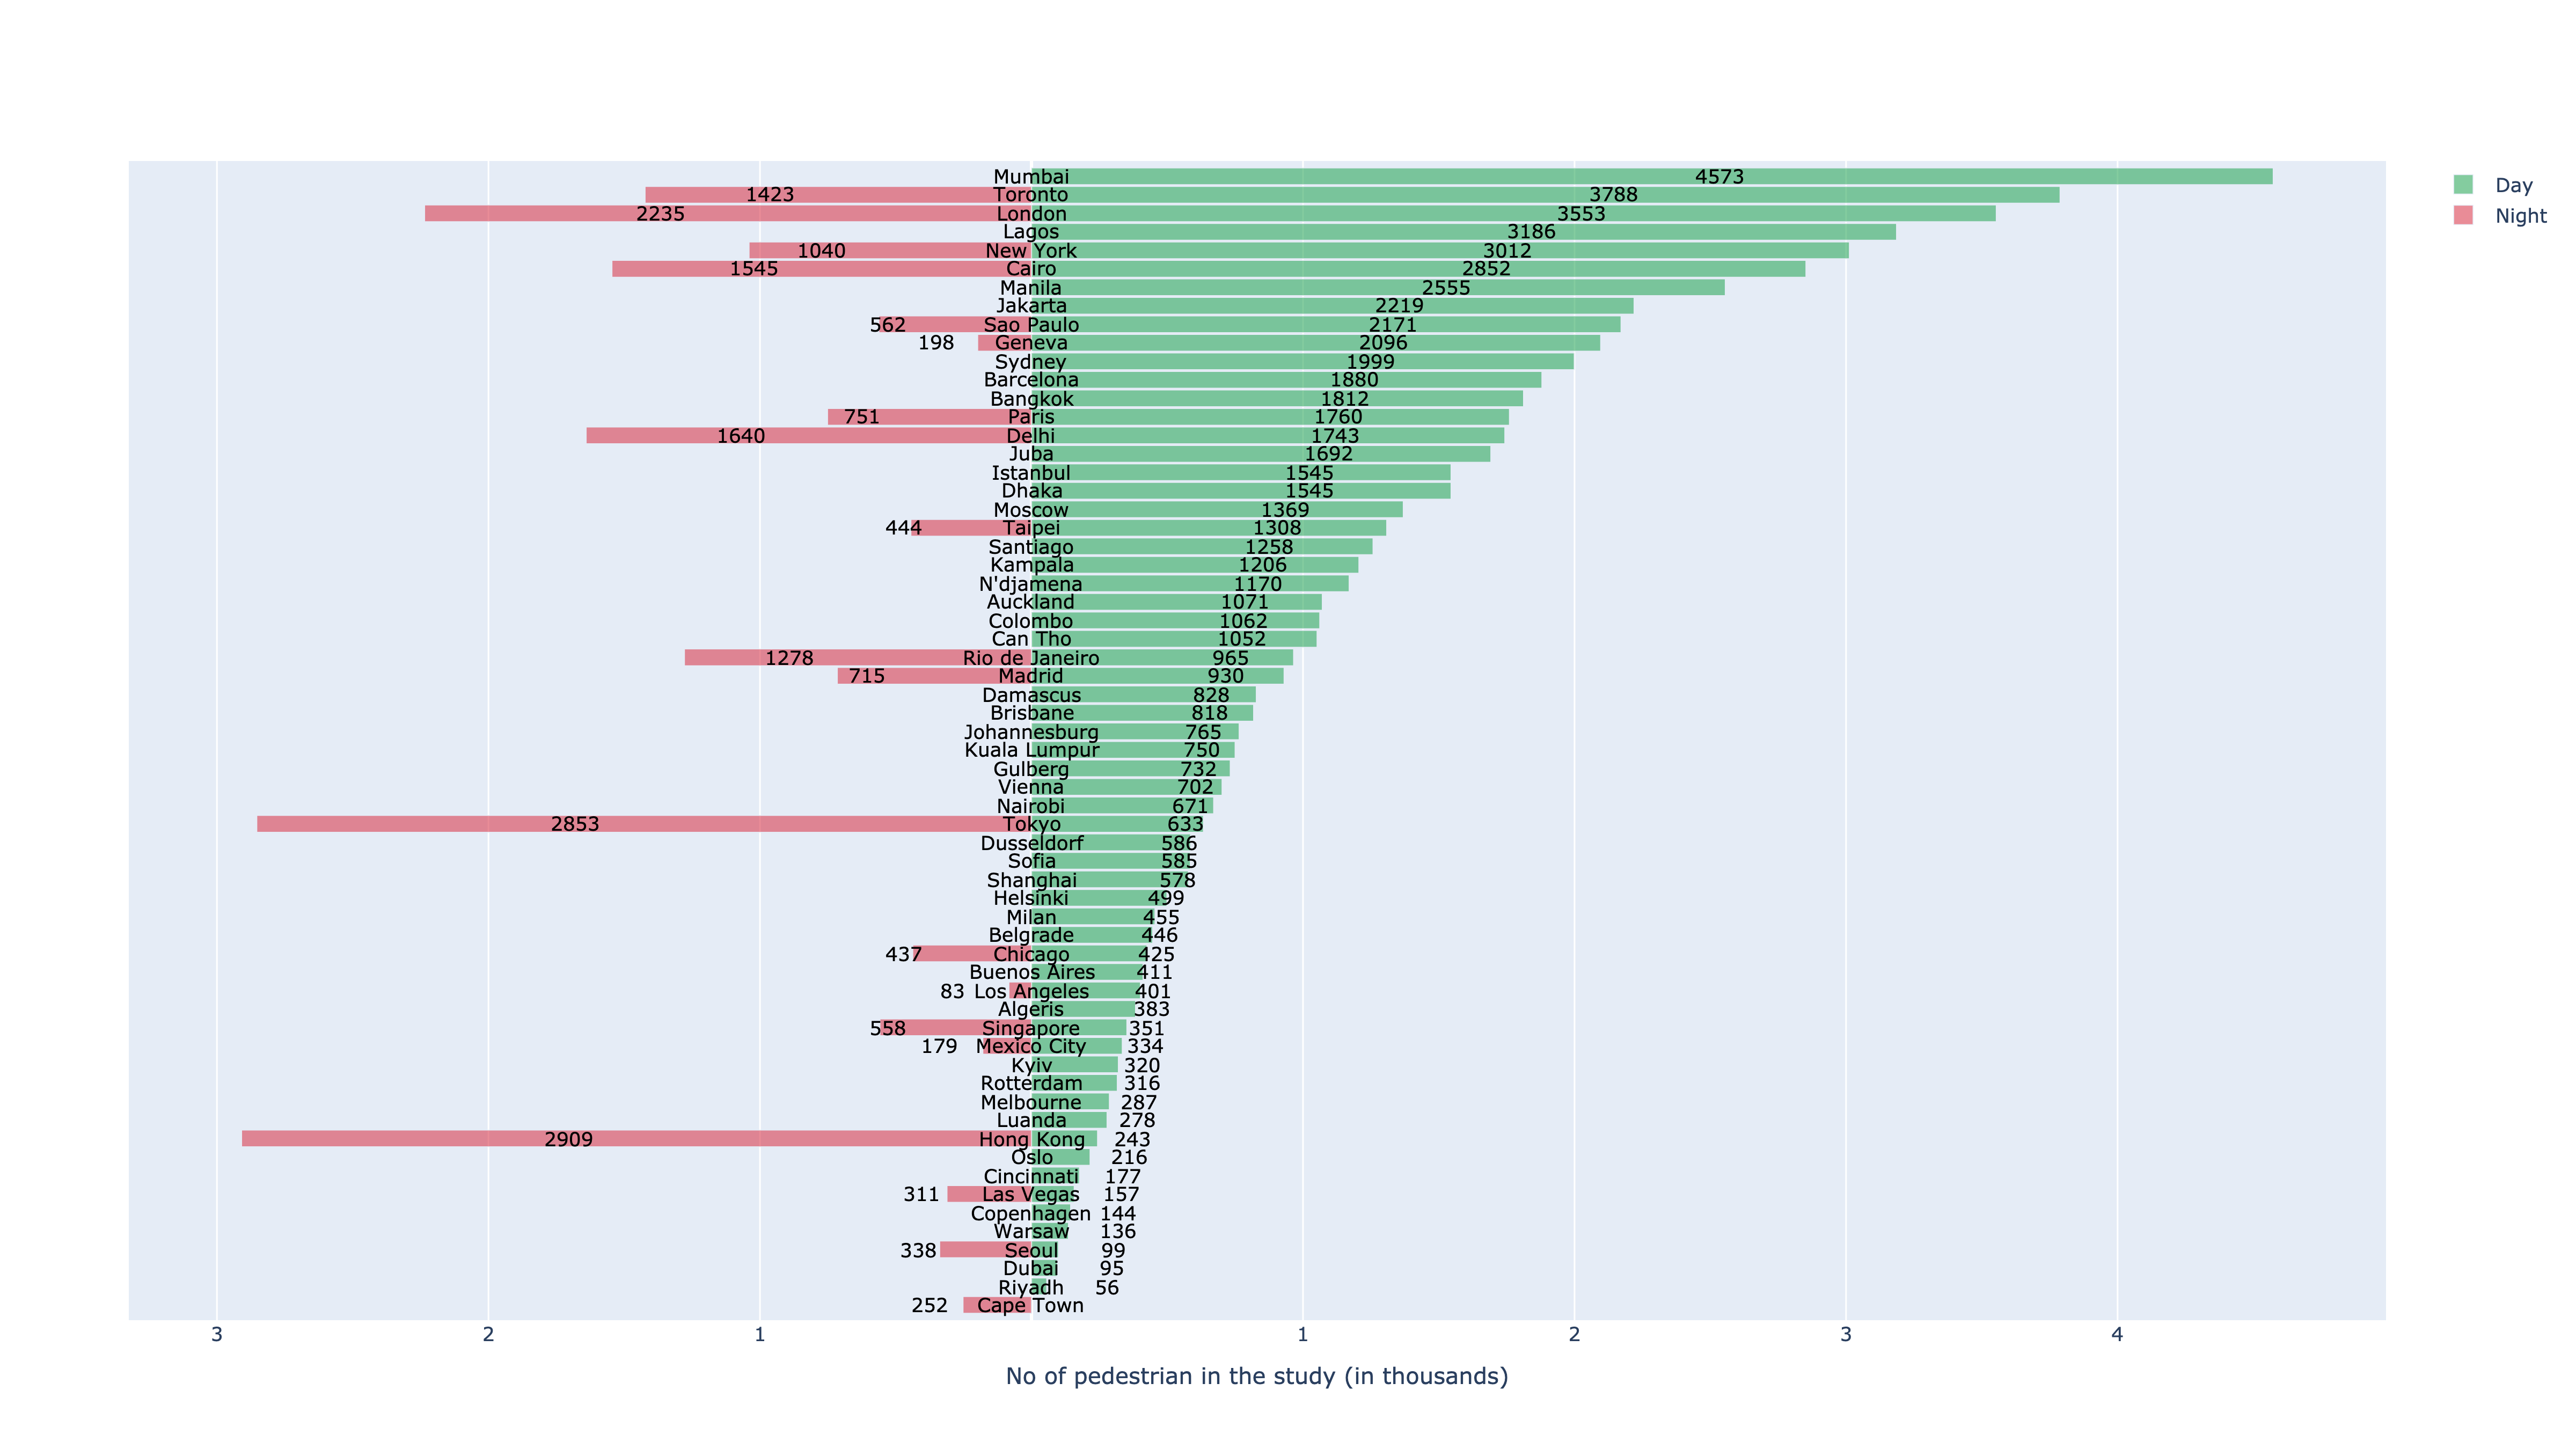 Mumbai 4573
1423 Toronto 3788
2235 London 3553
Lagos 3186
1040 New York 3012
1545 Cairo 2852
Manila 2555
Jakarta 2219
562 Sao Paulo 2171
198 Geneva 2096
Sydney 1999
Barcelona 1880
Bangkok 1812
751 Paris 1760
1640 Delhi 1743
Juba 1692
Istanbul 1545
Dhaka 1545
Moscow 1369
444 Taipei 1308
Santiago 1258
Kampala 1206
N'djamena 1170
Auckland 1071
Colombo 1062
Can Tho 1052
1278 Rio de Janeiro 965
715 Madrid 930
Damascus 828
Brisbane 818
Johannesburg 765
Kuala Lumpur 750
Gulberg 732
Vienna 702
Nairobi 671
2853 Tokyo 633
Dusseldorf 586
Sofia 585
Shanghai 578
Helsinki 499
Milan 455
Belgrade 446
437 Chicago 425
Buenos Aires 411
83 Los Angeles 401
Algeris 383
558 Singapore 351
179 Mexico City 334
Kyiv 320
Rotterdam 316
Melbourne 287
Luanda 278
2909 Hong Kong 243
Oslo 216
Cincinnati 177
311 Las Vegas 157
Copenhagen 144
Warsaw 136
338 Seoul 99
Dubai 95
Riyadh 56
252 Cape Town
3 2 1 1 2 3 4
No of pedestrian in the study (in thousands)
Day
Night